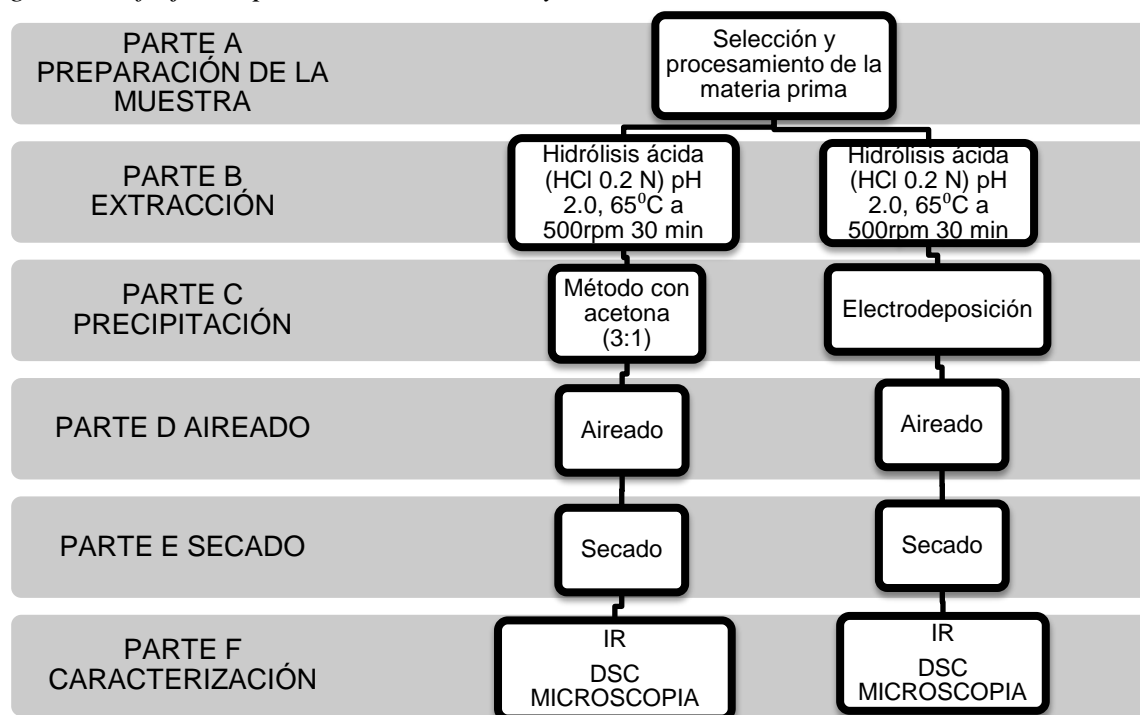 PARTE A
PREPARACIÓN DE LA
MUESTRA
Selección y
procesamiento de la
materia prima
PARTE B
EXTRACCIÓN
Hidrólisis ácida
(HCl 0.2 N) pH
2.0, 65⁰C a
500rpm 30 min
Hidrólisis ácida
(HCl 0.2 N) pH
2.0, 65⁰C a
500rpm 30 min
PARTE C
PRECIPITACIÓN
Método con
acetona
(3:1)
Electrodeposición
PARTE D AIREADO
Aireado
Aireado
PARTE E SECADO
Secado
Secado
PARTE F
CARACTERIZACIÓN
IR
DSC
MICROSCOPIA
IR
DSC
MICROSCOPIA